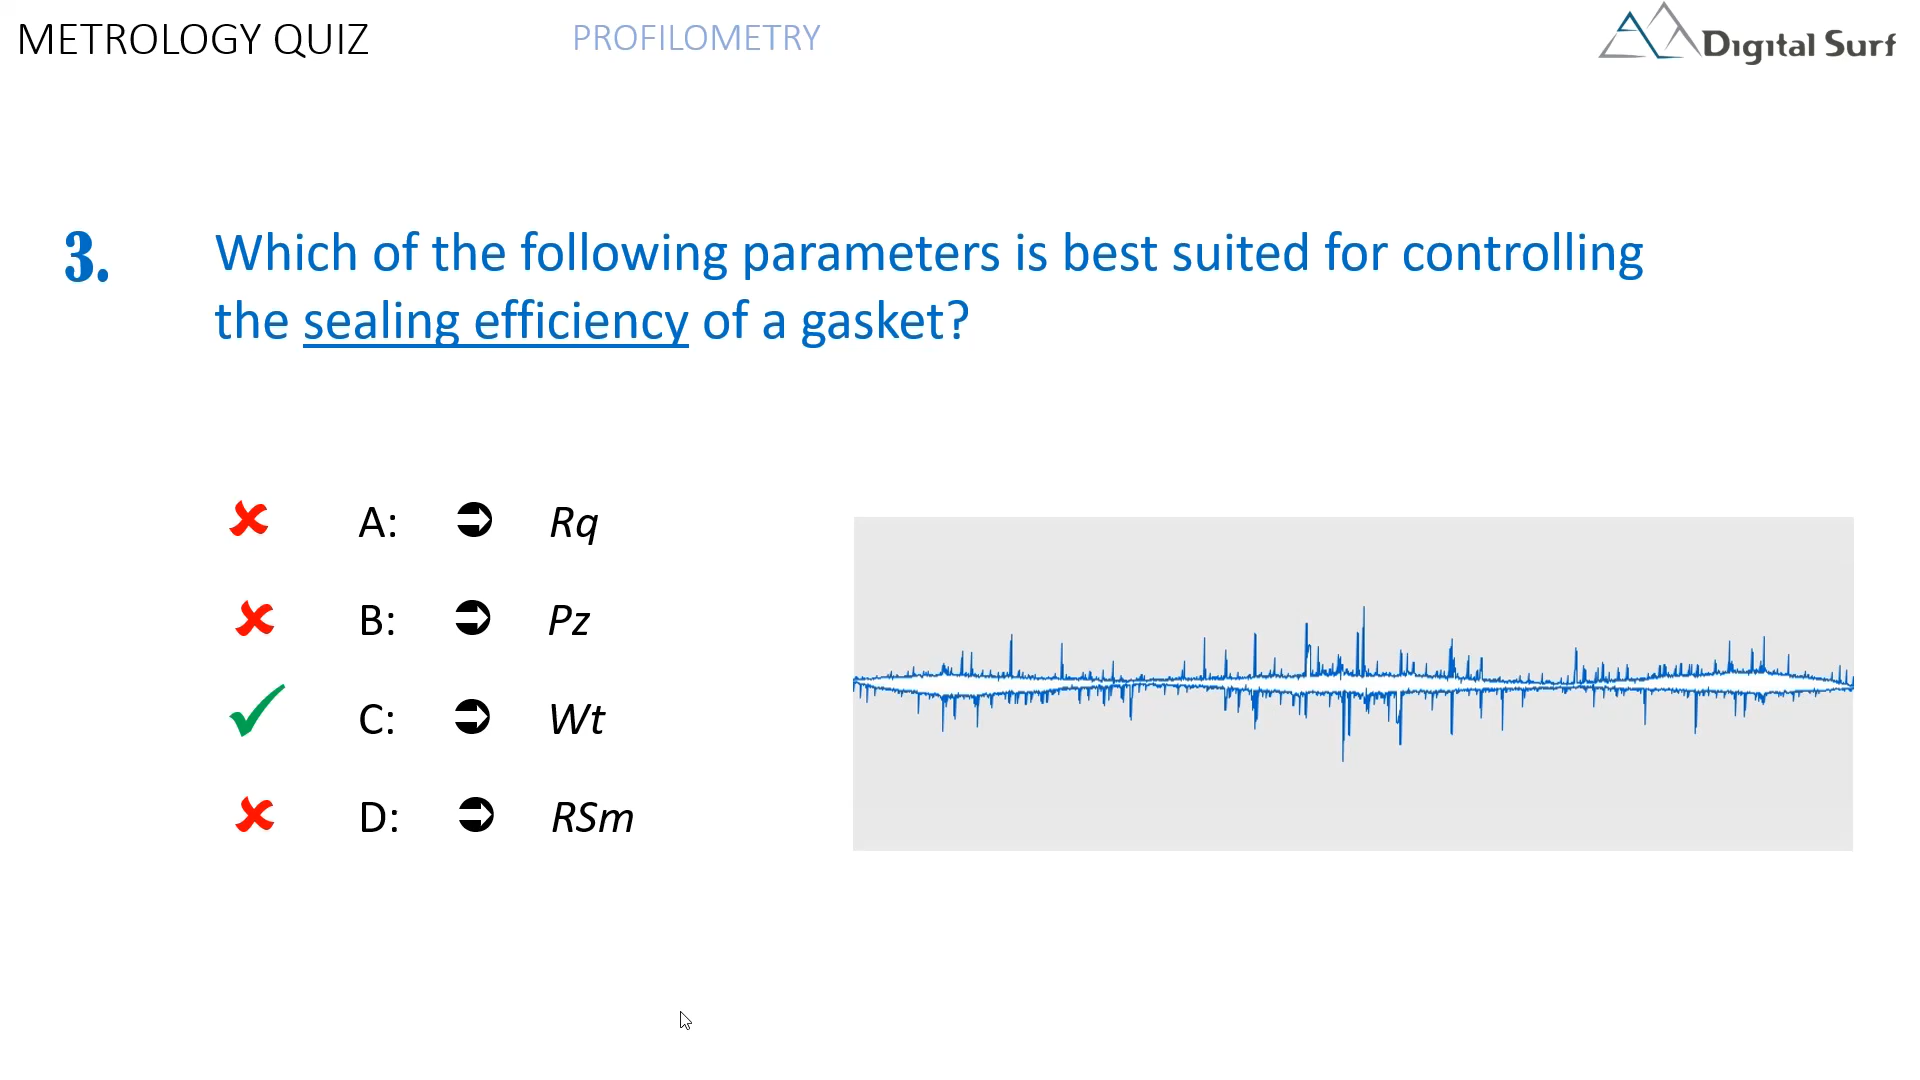 METROLOGY QUIZ
PROFILOMETRY
Digital Surf
3. Which of the following parameters is best suited for controlling
the sealing efficiency of a gasket?
A: ➲ Rq
B: ➲ Pz
C: ➲ Wt
D: ➲ RSm